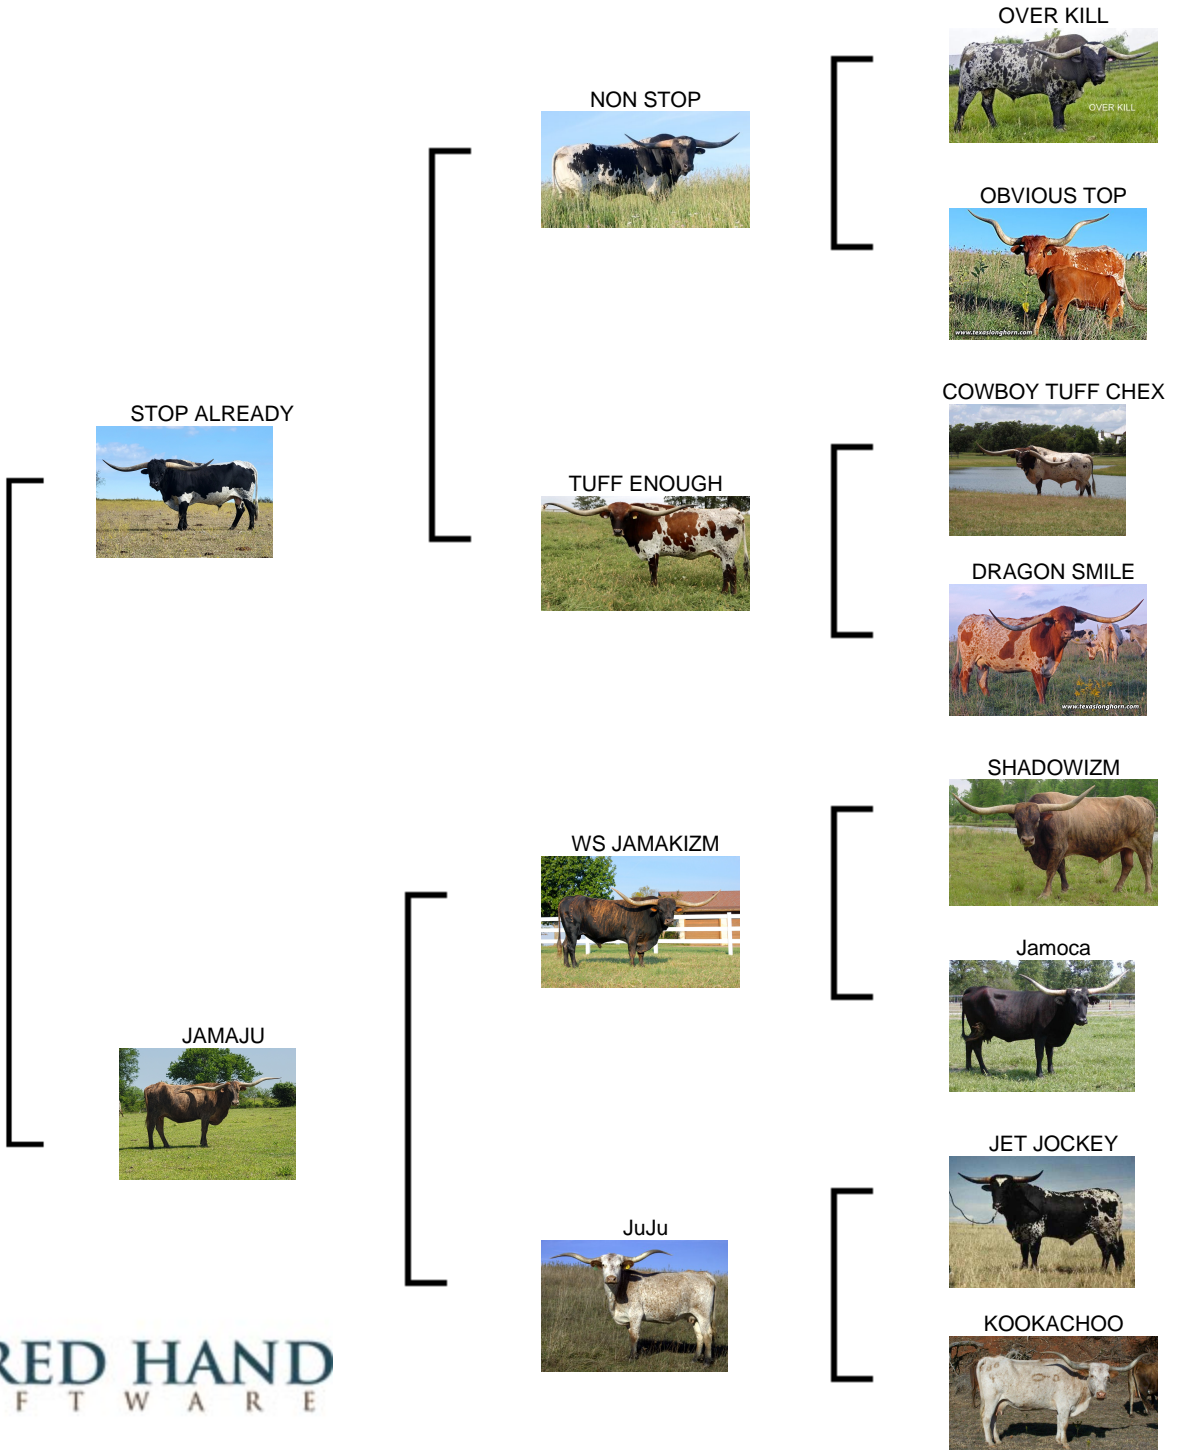 OVER KILL
OVER KILL
NON STOP
OBVIOUS TOP
www.texaslonghorn.com
COWBOY TUFF CHEX
STOP ALREADY
TUFF ENOUGH
DRAGON SMILE
www.texaslonghorn.com
SHADOWIZM
WS JAMAKIZM
Jamoca
JAMAJU
JET JOCKEY
JuJu
KOOKACHOO
RED HAND
F T W A R E